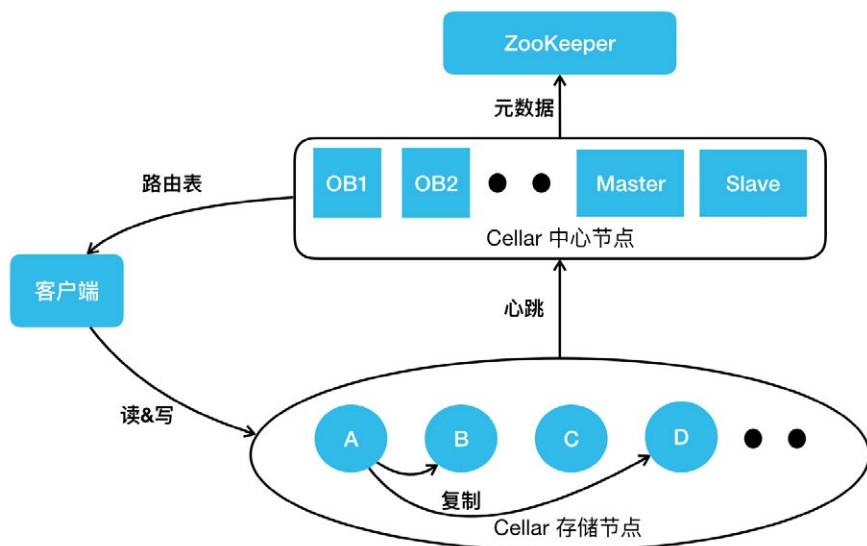 ZooKeeper
元数据
OB1
OB2
Master
Slave
Cellar 中心节点
路由表
客户端
心跳
读&写
A
B
C
D
复制
Cellar 存储节点